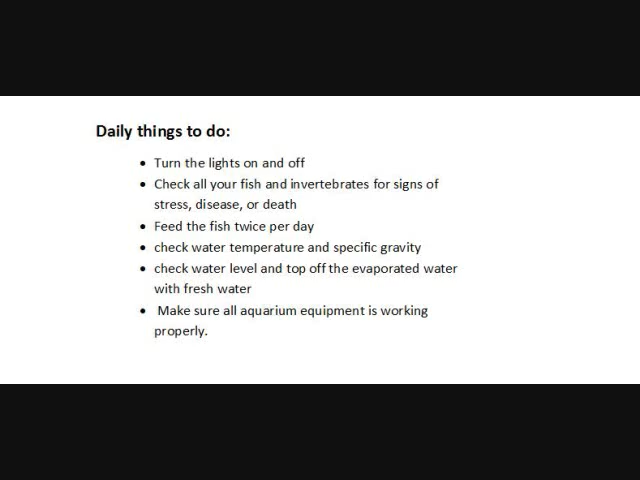 Daily things to do:
• Turn the lights on and off
• Check all your fish and invertebrates for signs of
stress, disease, or death
• Feed the fish twice per day
• check water temperature and specific gravity
• check water level and top off the evaporated water
with fresh water
• Make sure all aquarium equipment is working
properly.